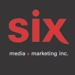 six
media + marketing inc.